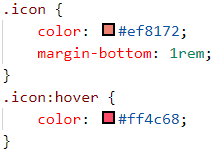 .icon {
    color: #ef8172;
    margin-bottom: 1rem;
}
.icon:hover {
    color: #ff4c68;
}